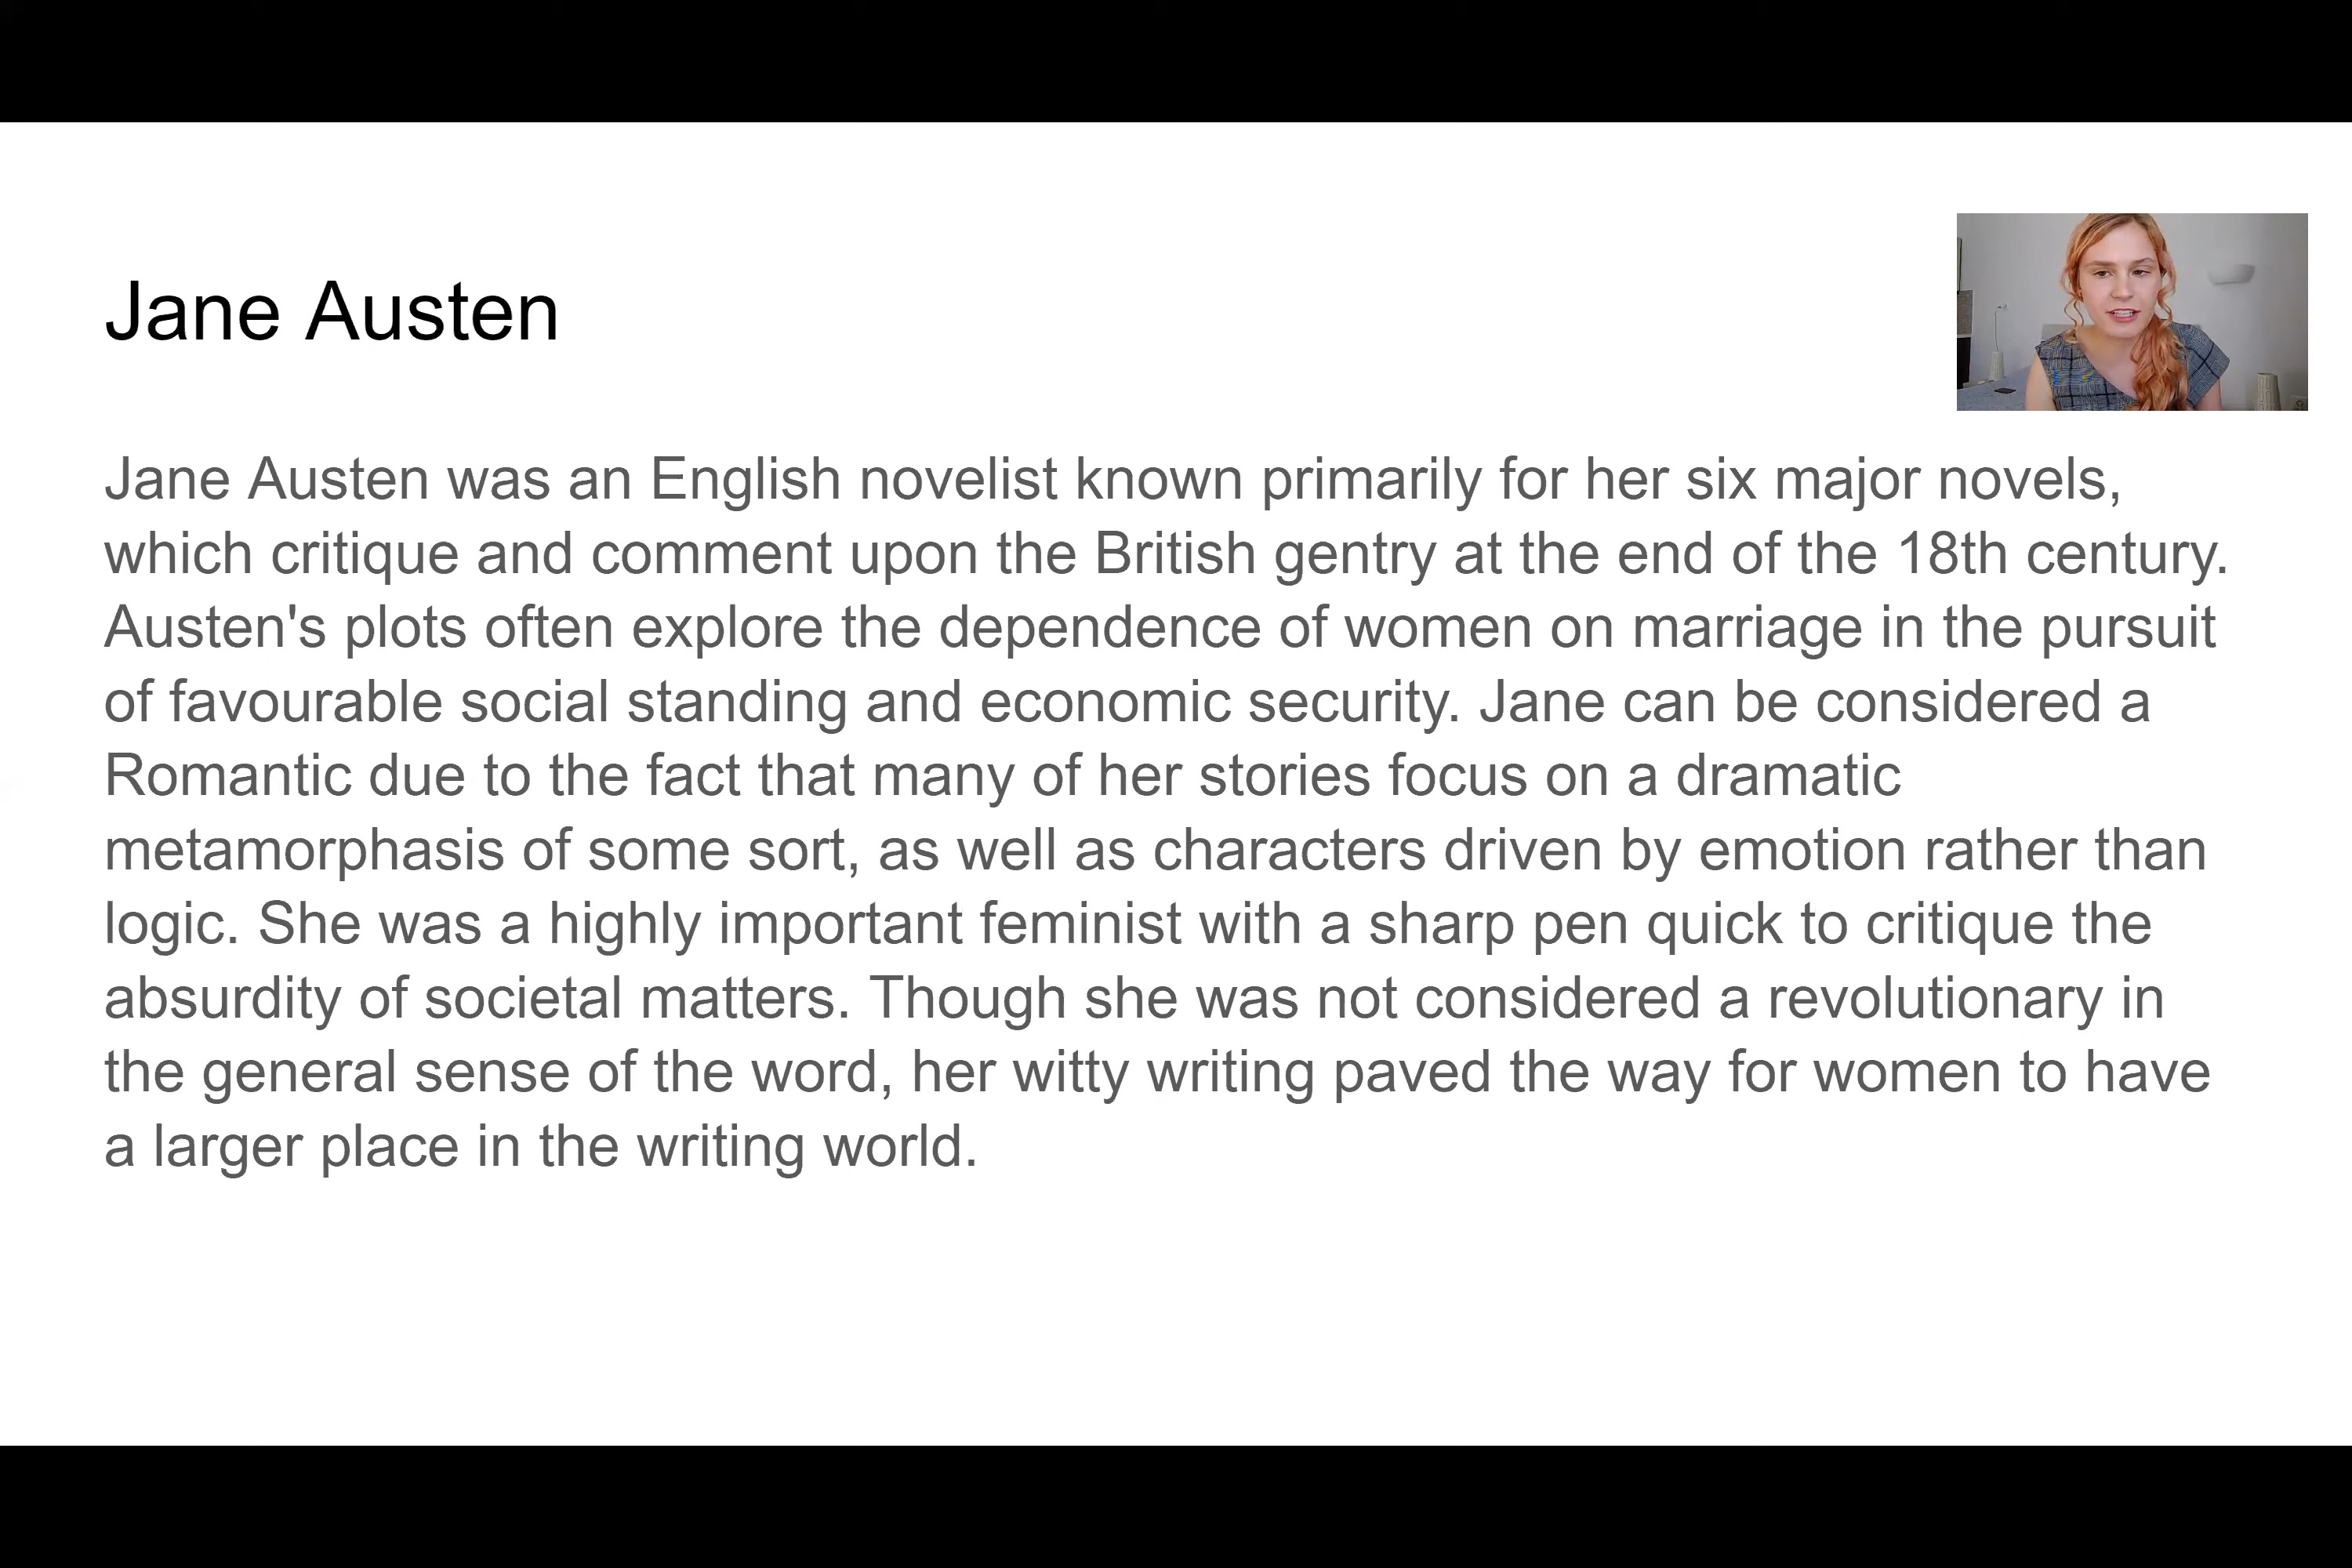 Jane Austen
Jane Austen was an English novelist known primarily for her six major novels,
which critique and comment upon the British gentry at the end of the 18th century.
Austen's plots often explore the dependence of women on marriage in the pursuit
of favourable social standing and economic security. Jane can be considered a
Romantic due to the fact that many of her stories focus on a dramatic
metamorphasis of some sort, as well as characters driven by emotion rather than
logic. She was a highly important feminist with a sharp pen quick to critique the
absurdity of societal matters. Though she was not considered a revolutionary in
the general sense of the word, her witty writing paved the way for women to have
a larger place in the writing world.